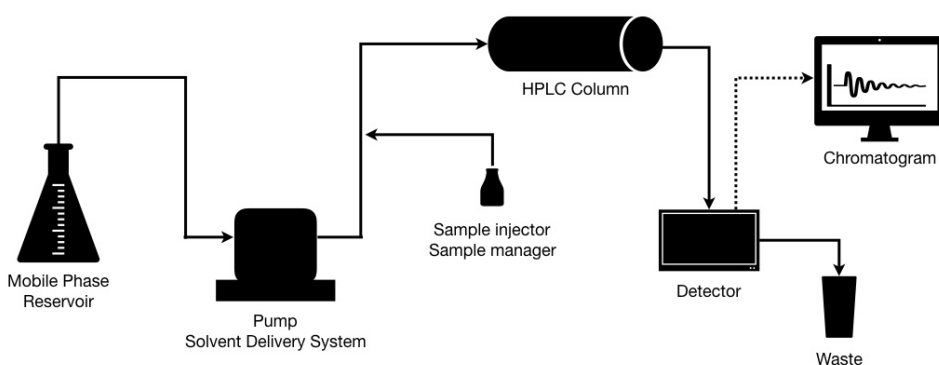 HPLC Column
Chromatogram
Sample injector
Sample manager
Mobile Phase
Reservoir
Detector
Pump
Solvent Delivery System
Waste